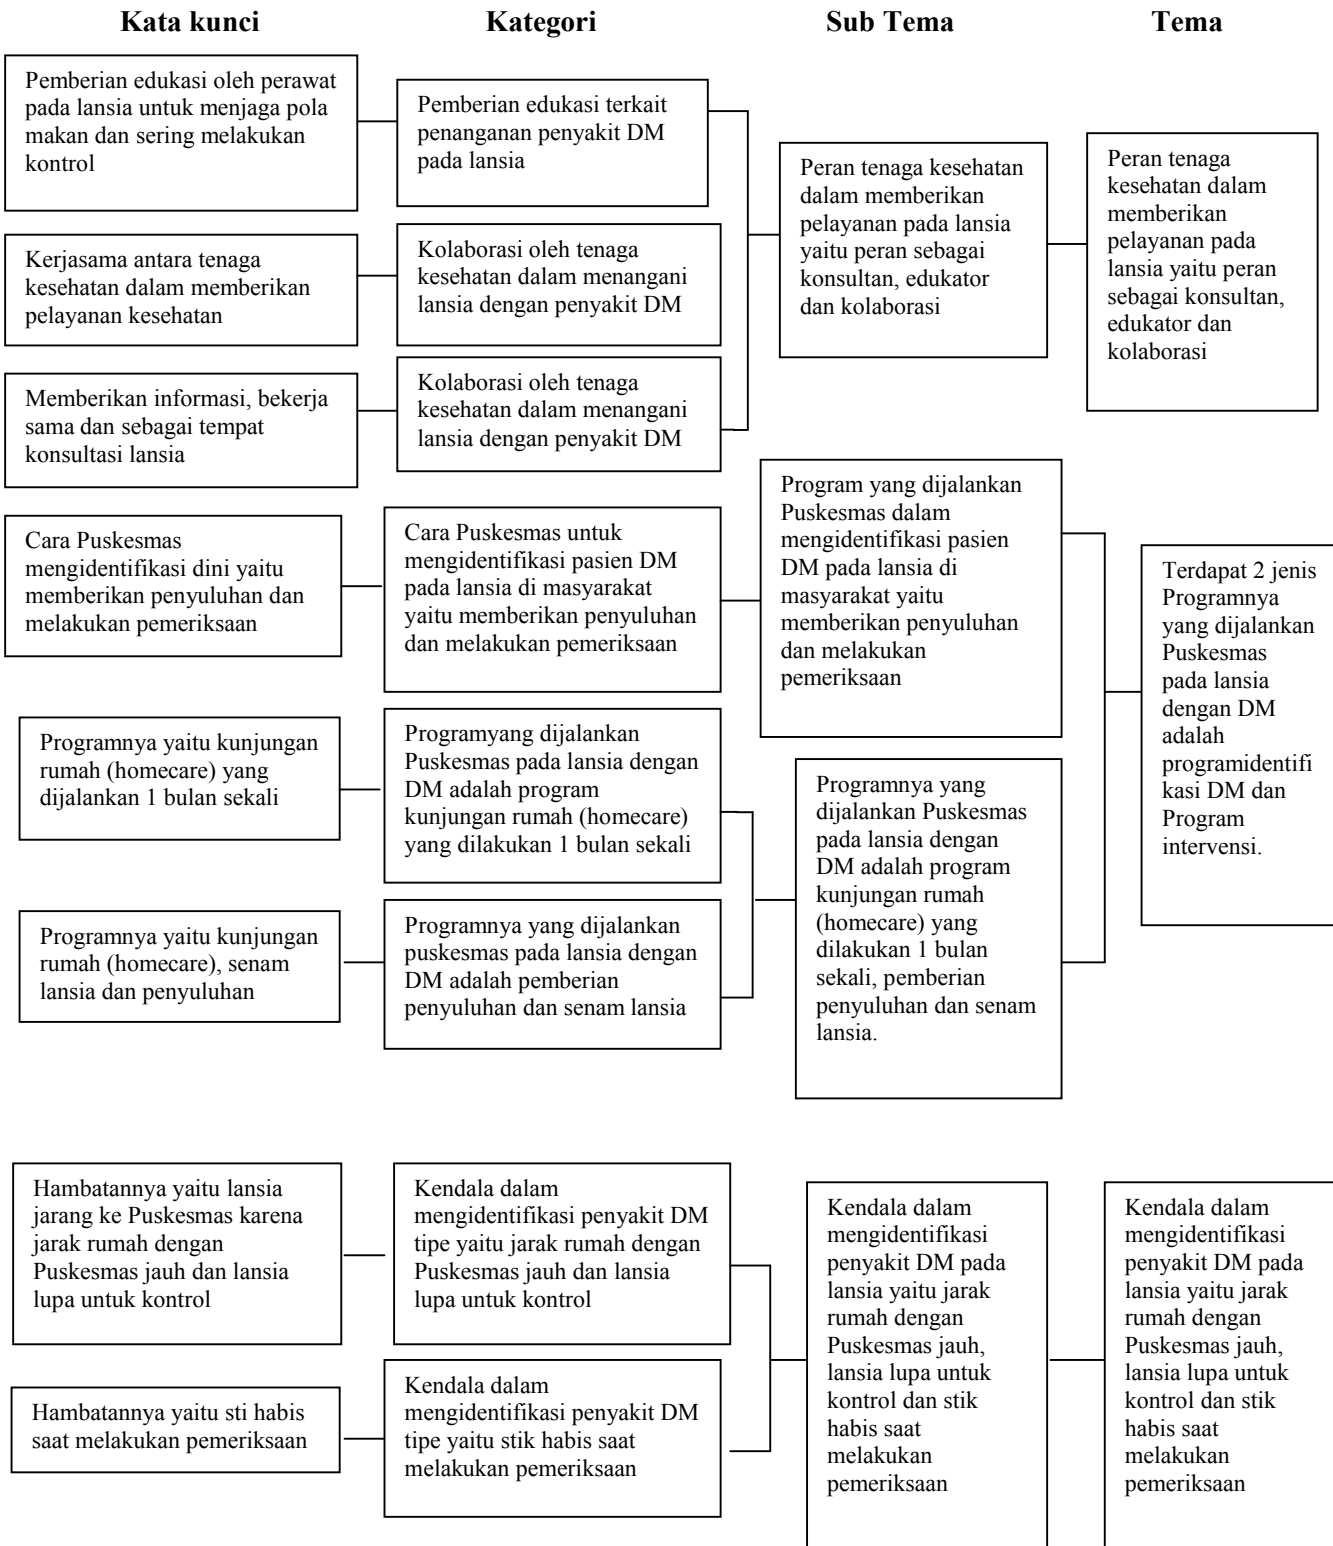 Kata kunci
Kategori
Sub Tema
Tema
Pemberian edukasi oleh perawat
pada lansia untuk menjaga pola
makan dan sering melakukan
kontrol
Pemberian edukasi terkait
penanganan penyakit DM
pada lansia
Peran tenaga kesehatan
dalam memberikan
pelayanan pada lansia
yaitu peran sebagai
konsultan, edukator
dan kolaborasi
Peran tenaga
kesehatan dalam
memberikan
pelayanan pada
lansia yaitu peran
sebagai konsultan,
edukator dan
kolaborasi
Kerjasama antara tenaga
kesehatan dalam memberikan
pelayanan kesehatan
Kolaborasi oleh tenaga
kesehatan dalam menangani
lansia dengan penyakit DM
Memberikan informasi, bekerja
sama dan sebagai tempat
konsultasi lansia
Kolaborasi oleh tenaga
kesehatan dalam menangani
lansia dengan penyakit DM
Cara Puskesmas
mengidentifikasi dini yaitu
memberikan penyuluhan dan
melakukan pemeriksaan
Cara Puskesmas untuk
mengidentifikasi pasien DM
pada lansia di masyarakat
yaitu memberikan penyuluhan
dan melakukan pemeriksaan
Program yang dijalankan
Puskesmas dalam
mengidentifikasi pasien
DM pada lansia di
masyarakat yaitu
memberikan penyuluhan
dan melakukan
pemeriksaan
Terdapat 2 jenis
Programnya
yang dijalankan
Puskesmas
pada lansia
dengan DM
adalah
programidentifi
kasi DM dan
Program
intervensi.
Programnya yaitu kunjungan
rumah (homecare) yang
dijalankan 1 bulan sekali
Programyang dijalankan
Puskesmas pada lansia dengan
DM adalah program
kunjungan rumah (homecare)
yang dilakukan 1 bulan sekali
Programnya yang
dijalankan Puskesmas
pada lansia dengan
DM adalah program
kunjungan rumah
(homecare) yang
dilakukan 1 bulan
sekali, pemberian
penyuluhan dan senam
lansia.
Programnya yaitu kunjungan
rumah (homecare), senam
lansia dan penyuluhan
Programnya yang dijalankan
puskesmas pada lansia dengan
DM adalah pemberian
penyuluhan dan senam lansia
Hambatannya yaitu lansia
jarang ke Puskesmas karena
jarak rumah dengan
Puskesmas jauh dan lansia
lupa untuk kontrol
Kendala dalam
mengidentifikasi penyakit DM
tipe yaitu jarak rumah dengan
Puskesmas jauh dan lansia
lupa untuk kontrol
Kendala dalam
mengidentifikasi
penyakit DM pada
lansia yaitu jarak
rumah dengan
Puskesmas jauh,
lansia lupa untuk
kontrol dan stik
habis saat
melakukan
pemeriksaan
Kendala dalam
mengidentifikasi
penyakit DM pada
lansia yaitu jarak
rumah dengan
Puskesmas jauh,
lansia lupa untuk
kontrol dan stik
habis saat
melakukan
pemeriksaan
Hambatannya yaitu sti habis
saat melakukan pemeriksaan
Kendala dalam
mengidentifikasi penyakit DM
tipe yaitu stik habis saat
melakukan pemeriksaan